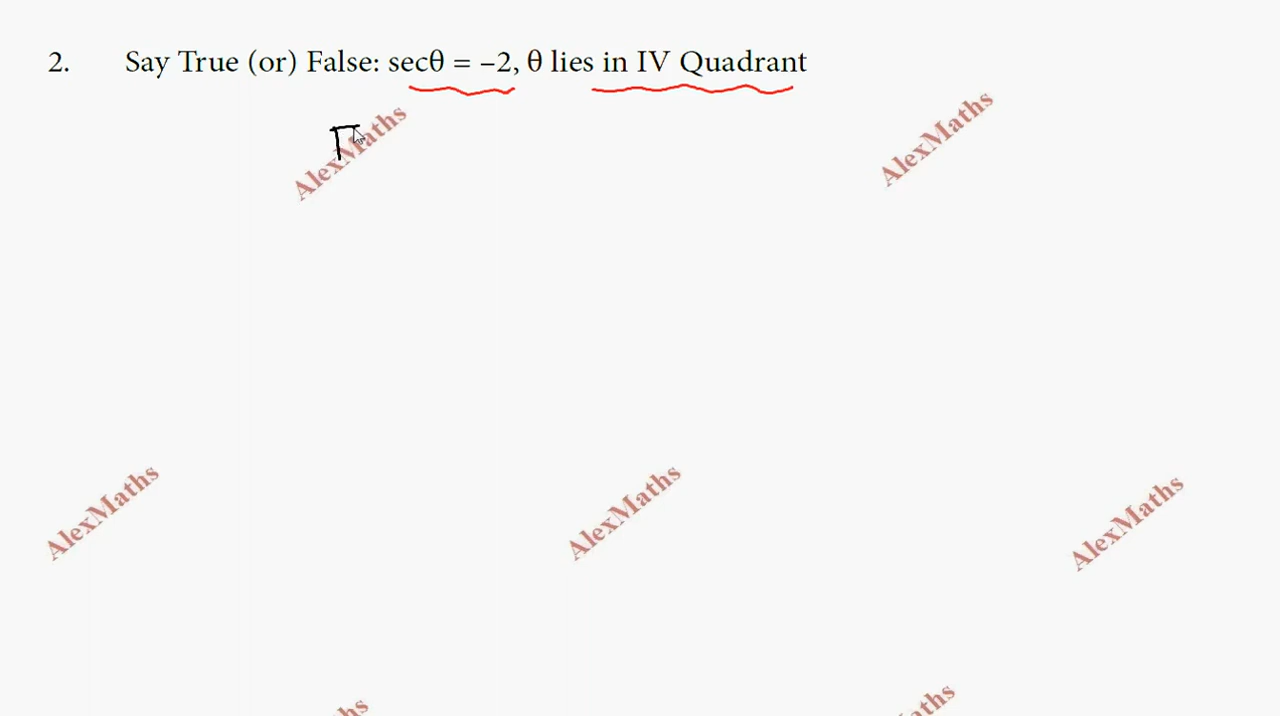 2. Say True (or) False: secθ = −2, θ lies in IV Quadrant
AlexMaths
AlexMaths
AlexMaths
AlexMaths
AlexMaths